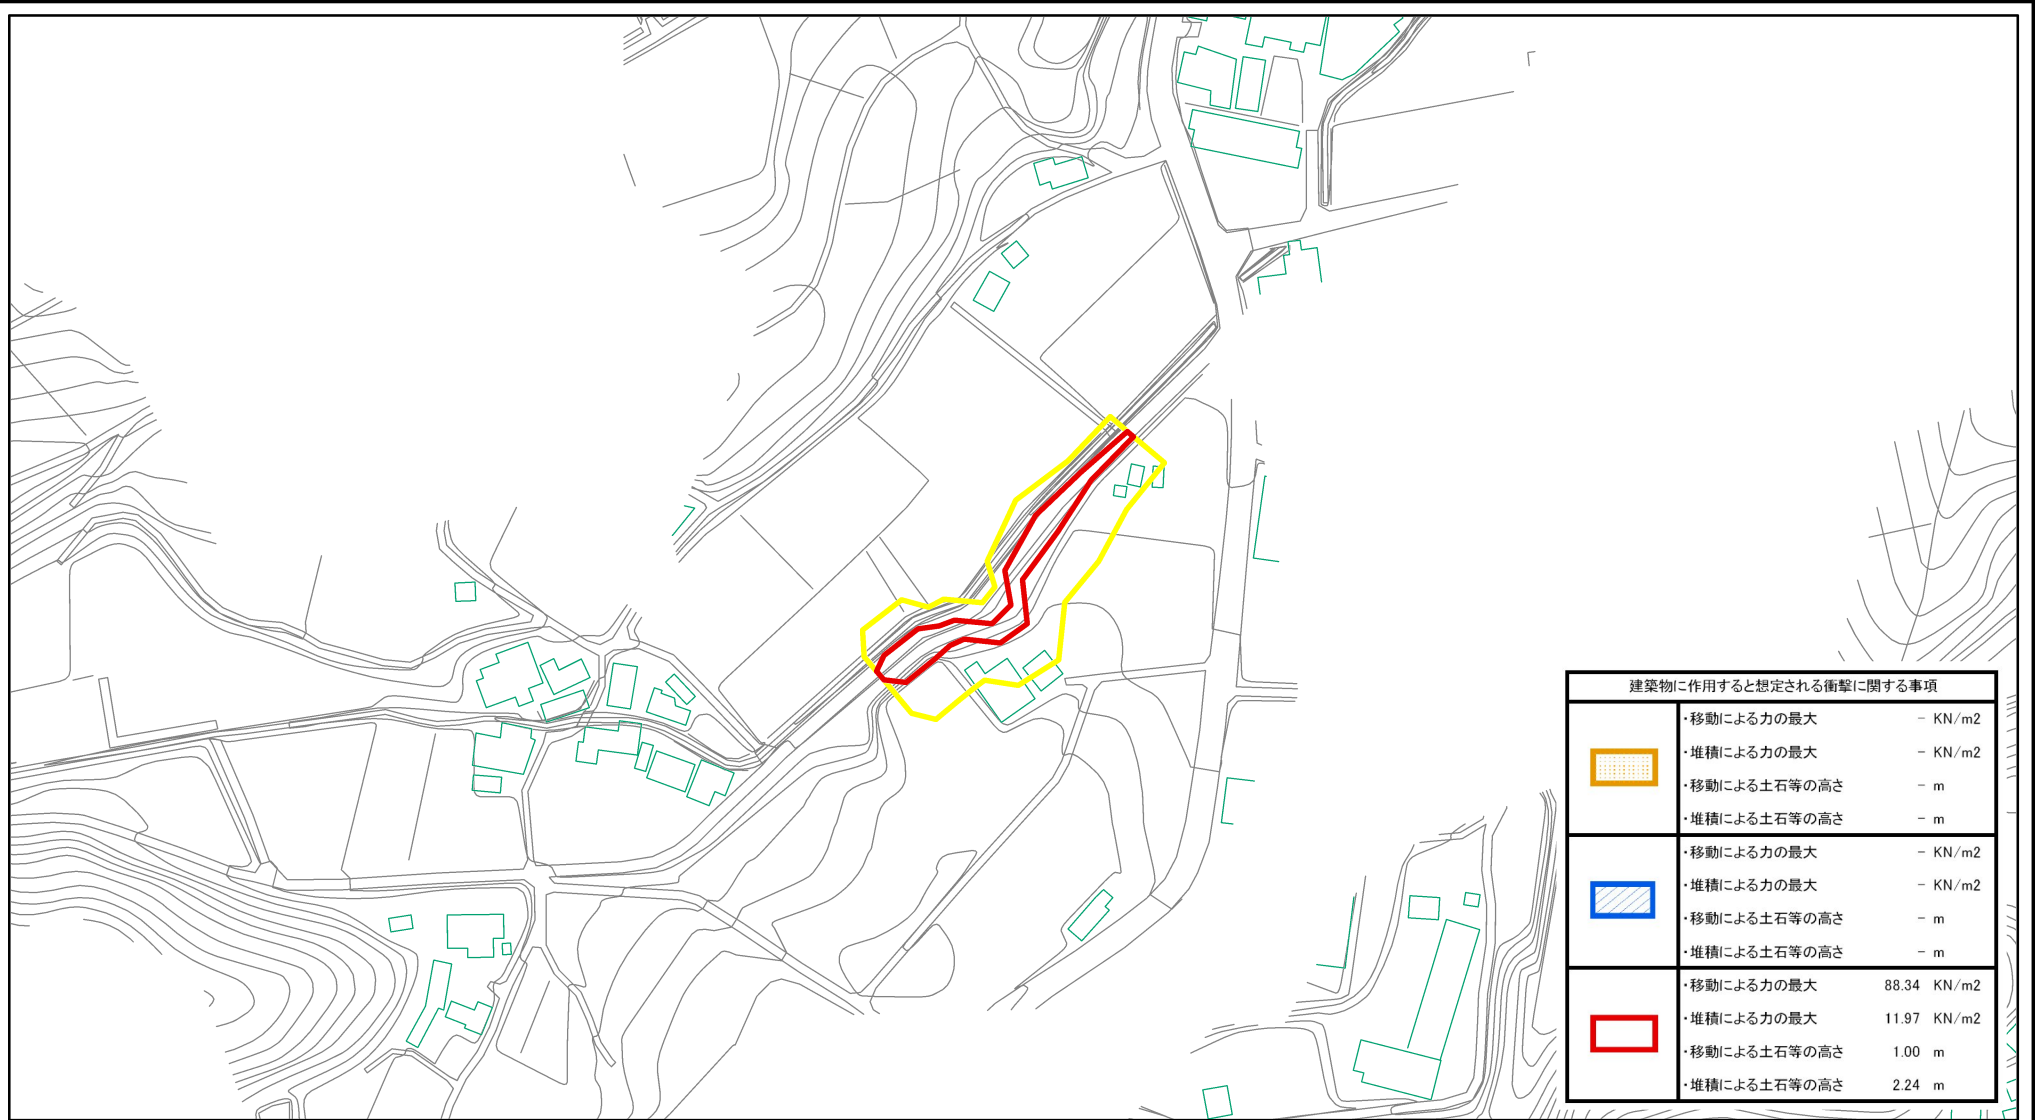 建築物に作用すると想定される衝撃に関する事項
・移動による力の最大 - KN/m2
・堆積による力の最大 - KN/m2
・移動による土石等の高さ - m
・堆積による土石等の高さ - m
・移動による力の最大 - KN/m2
・堆積による力の最大 - KN/m2
・移動による土石等の高さ - m
・堆積による土石等の高さ - m
・移動による力の最大 88.34 KN/m2
・堆積による力の最大 11.97 KN/m2
・移動による土石等の高さ 1.00 m
・堆積による土石等の高さ 2.24 m